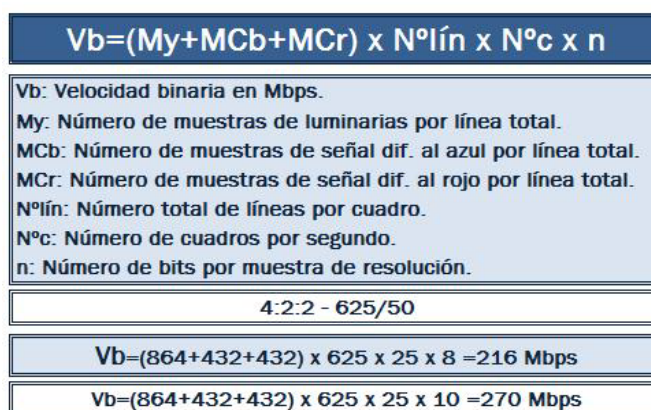 Vb=(My+MCb+MCr) x Nºlín x Nºc x n
Vb: Velocidad binaria en Mbps.
My: Número de muestras de luminarias por línea total.
MCb: Número de muestras de señal dif. al azul por línea total.
MCr: Número de muestras de señal dif. al rojo por línea total.
Nºlín: Número total de líneas por cuadro.
Nºc: Número de cuadros por segundo.
n: Número de bits por muestra de resolución.
4:2:2 - 625/50
Vb=(864+432+432) x 625 x 25 x 8 =216 Mbps
Vb=(864+432+432) x 625 x 25 x 10 =270 Mbps